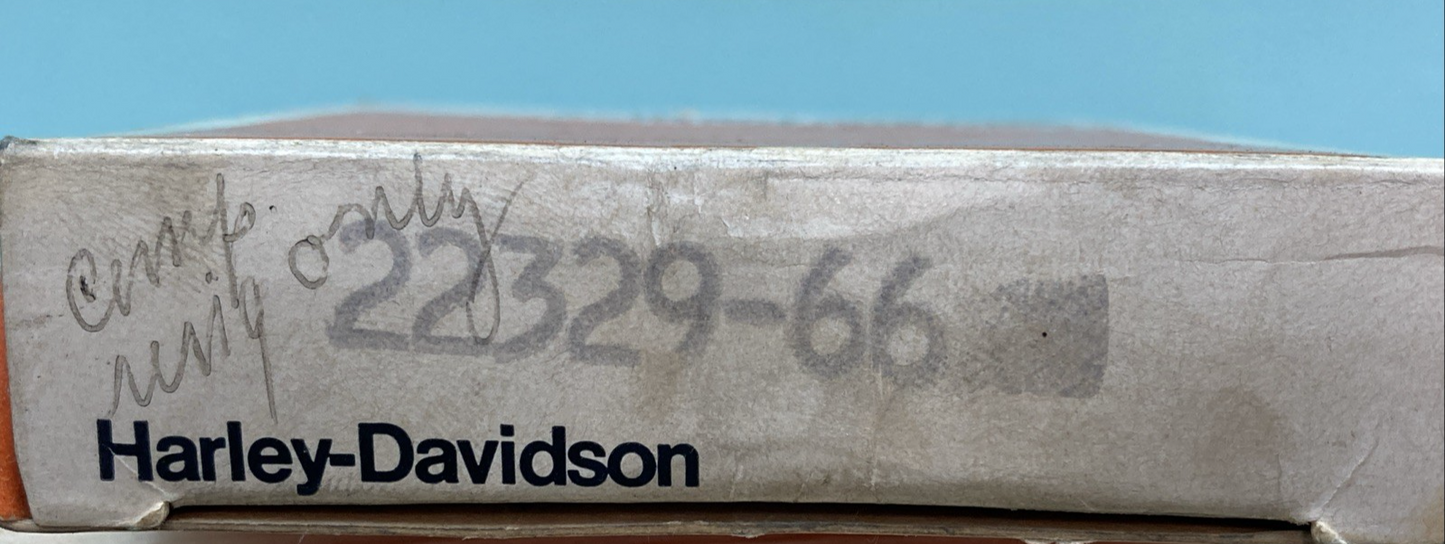 comp. only
ring
22329-66
Harley-Davidson